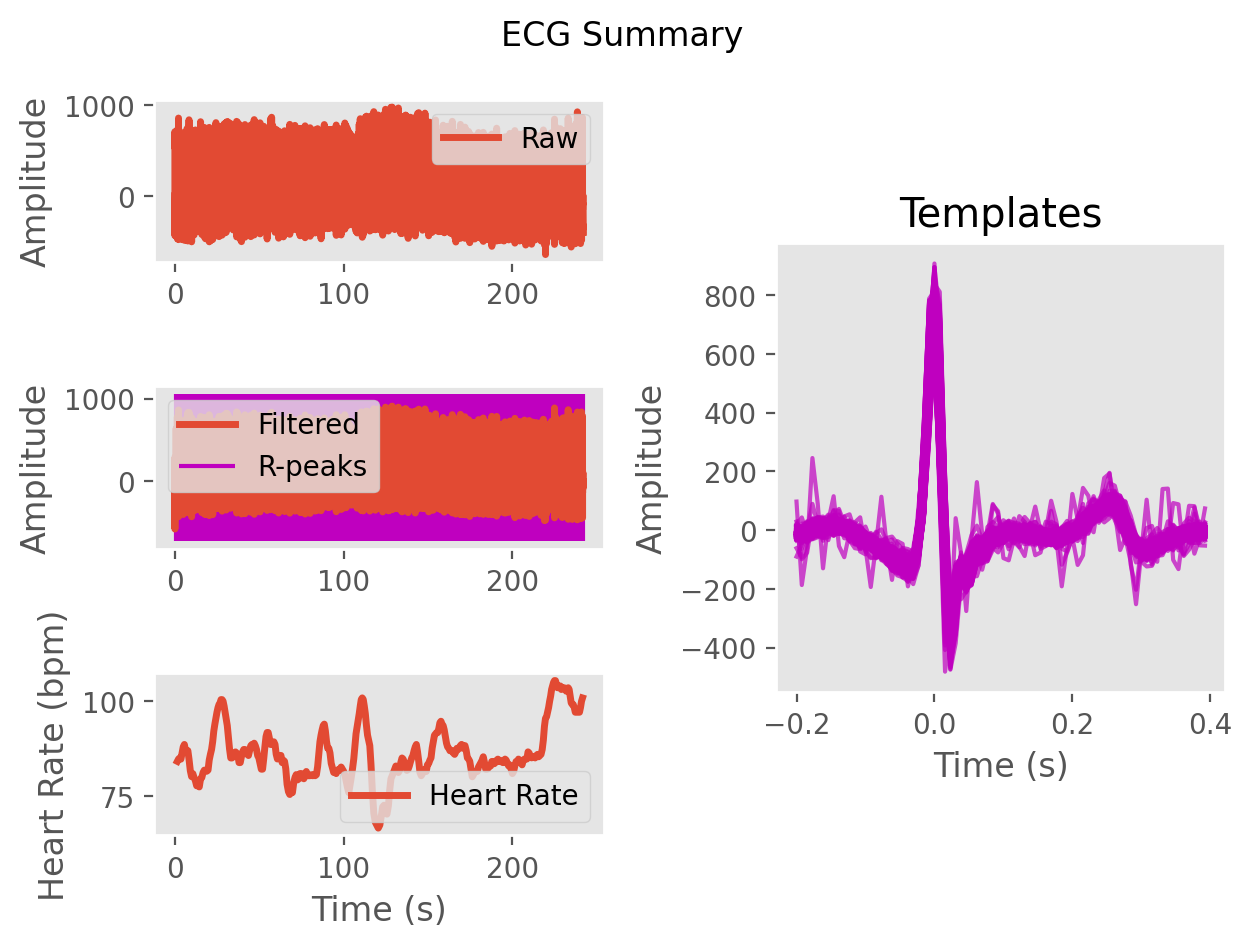 ECG Summary
Amplitude
1000
0
Raw
0 100 200
Amplitude
1000
0
Filtered
R-peaks
0 100 200
Heart Rate (bpm)
100
75
Heart Rate
0 100 200
Time (s)
Templates
Amplitude
800
600
400
200
0
−200
−400
−0.2 0.0 0.2 0.4
Time (s)